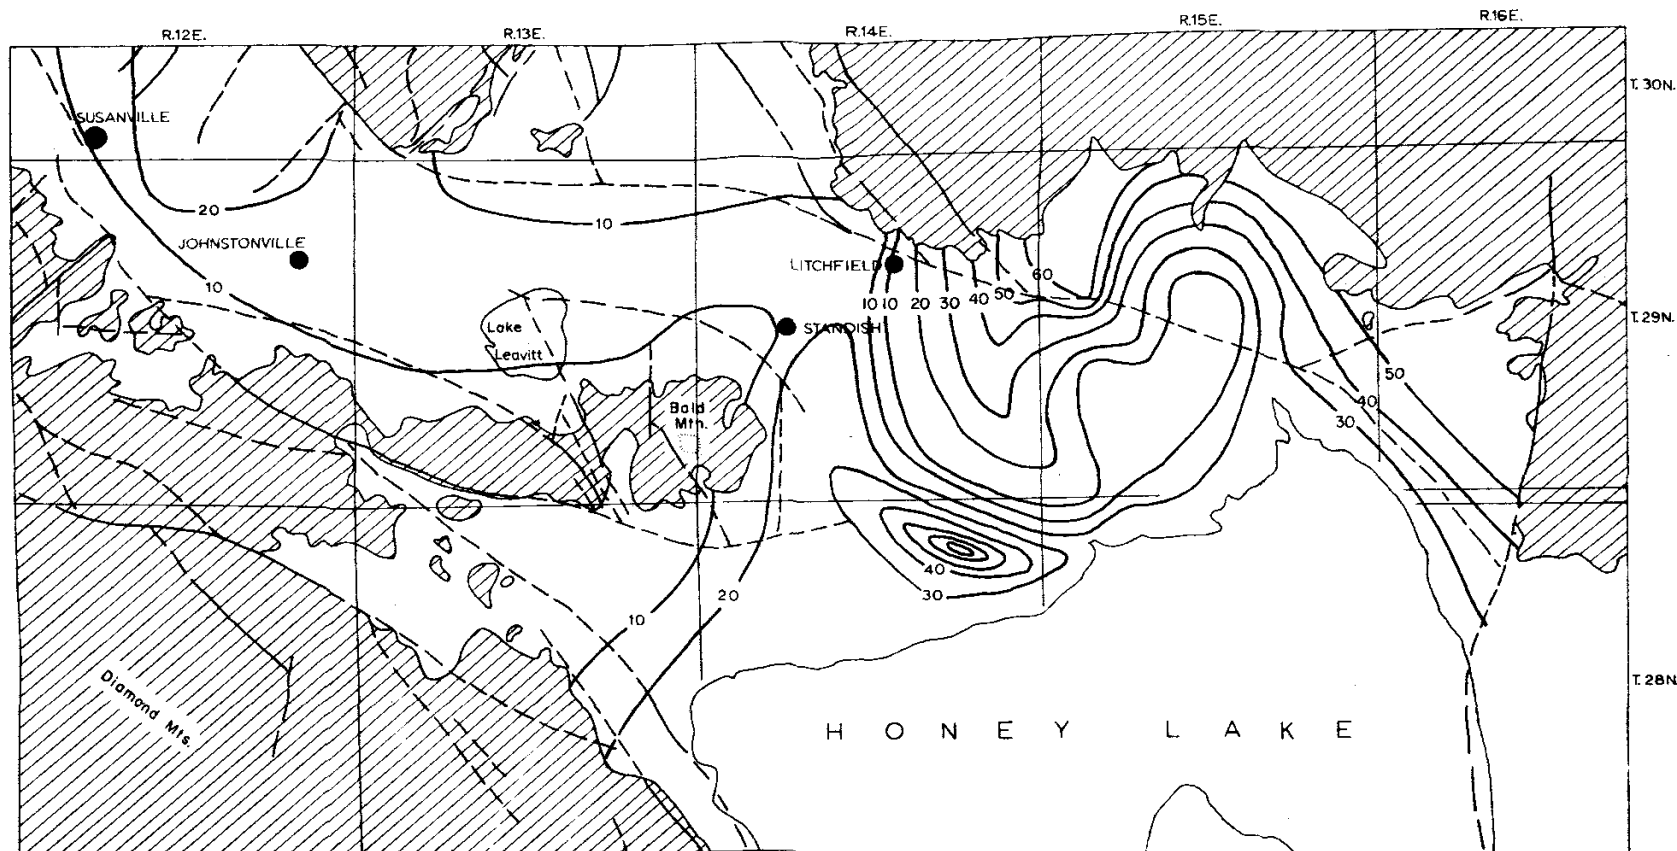 R.12E.
R.13E.
R.14E.
R.15E.
R.16E.
T.30N.
SUSANVILLE
20
10
JOHNSTONVILLE
LITCHFIELD
60
10
10 10 20 30 40 50
Lake
Leavitt
STANDISH
T.29N.
50
40
30
Bald
Mtn.
40
30
20
10
Diamond Mts.
T.28N.
HONEY LAKE